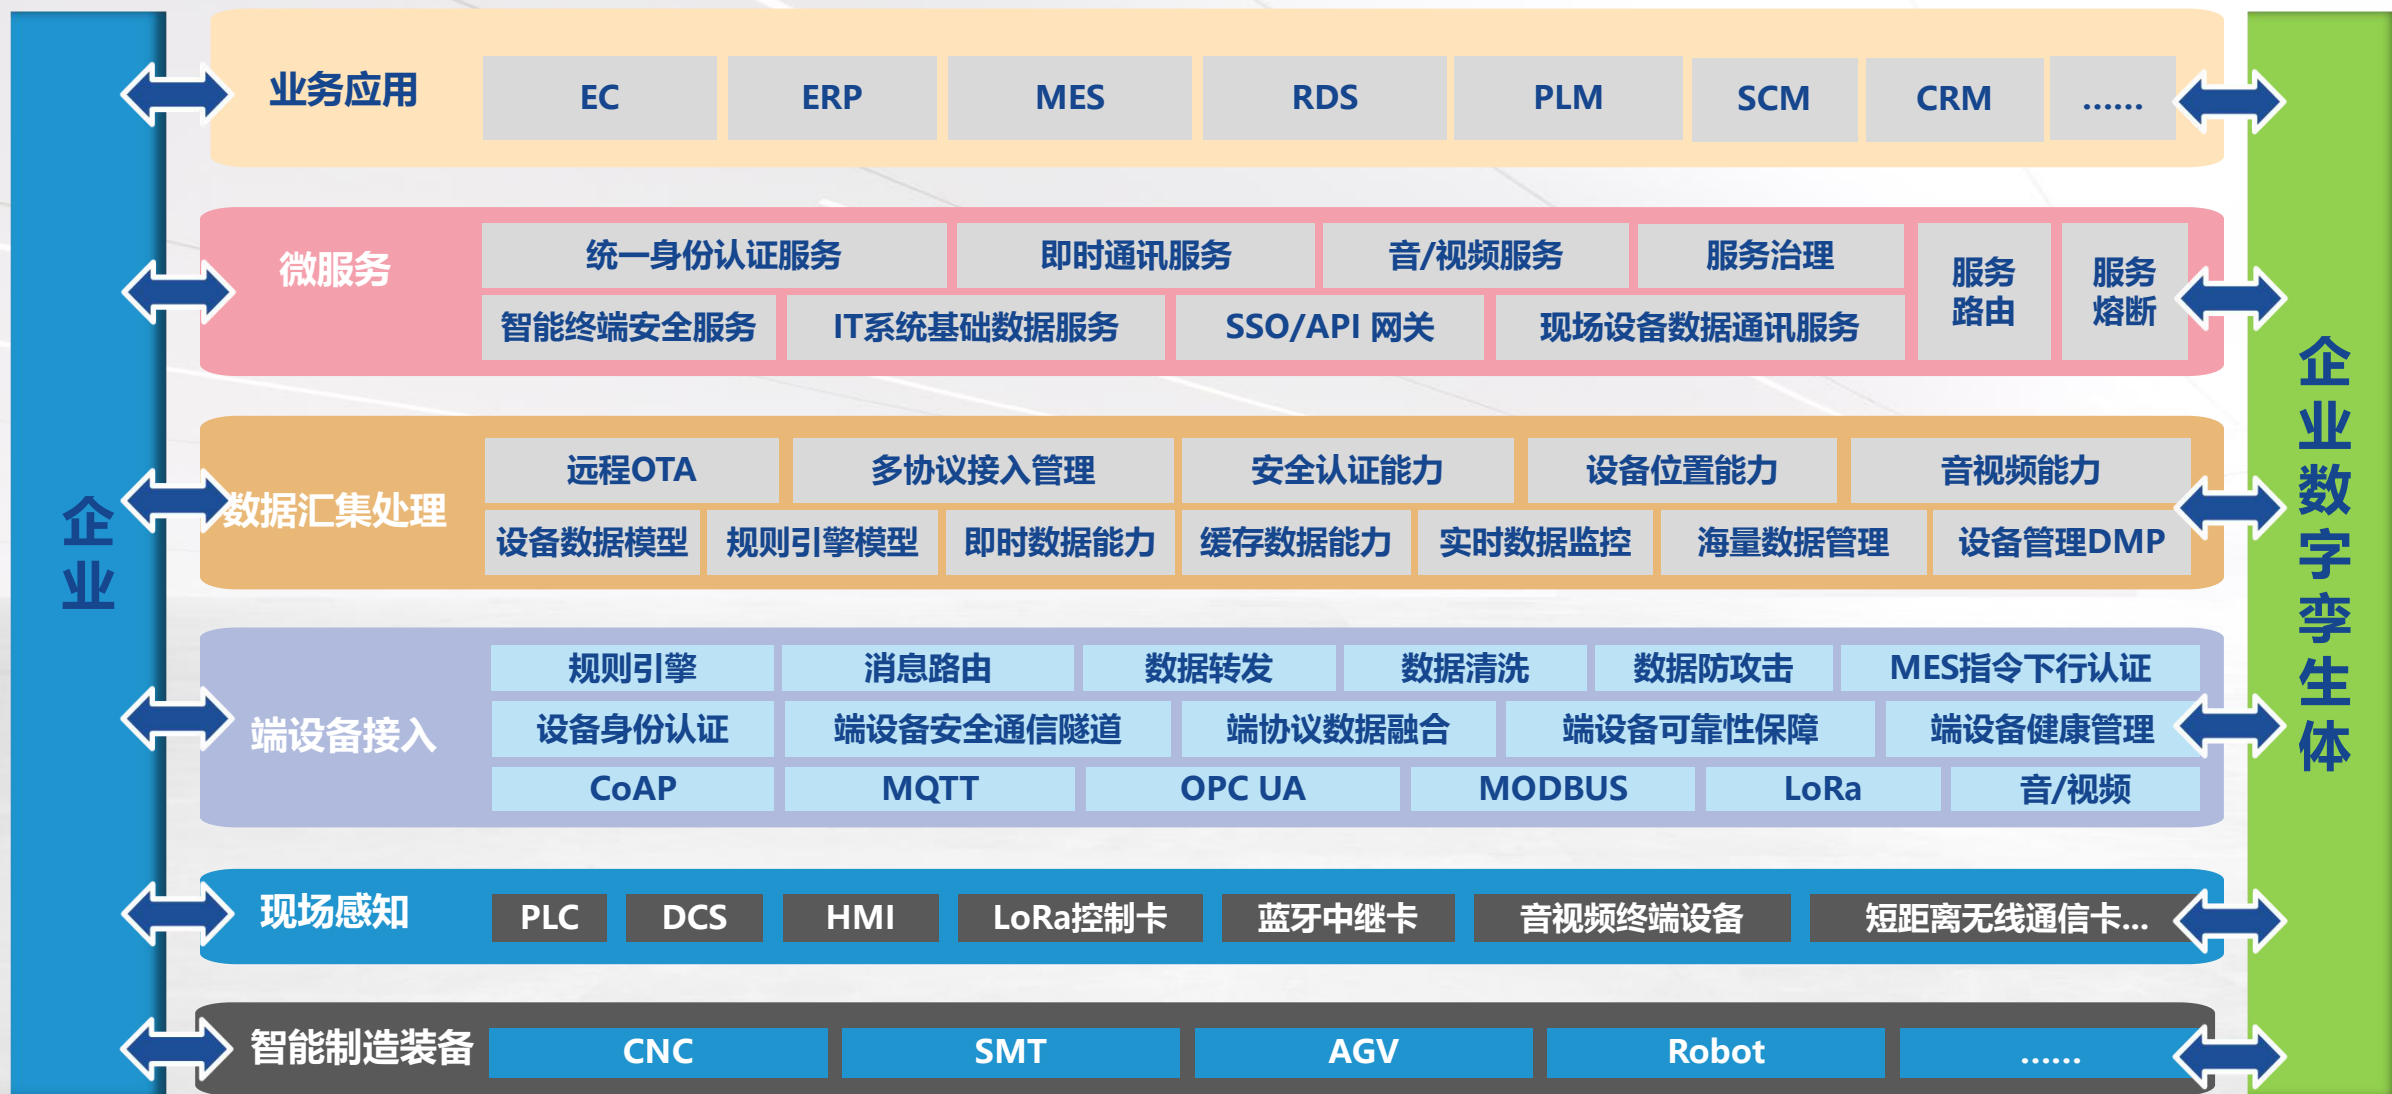 业务应用
EC
ERP
MES
RDS
PLM
SCM
CRM
......
微服务
统一身份认证服务
即时通讯服务
音/视频服务
服务治理
服务
路由
服务
熔断
智能终端安全服务
IT系统基础数据服务
SSO/API 网关
现场设备数据通讯服务
数据汇集处理
远程OTA
多协议接入管理
安全认证能力
设备位置能力
音视频能力
设备数据模型
规则引擎模型
即时数据能力
缓存数据能力
实时数据监控
海量数据管理
设备管理DMP
端设备接入
规则引擎
消息路由
数据转发
数据清洗
数据防攻击
MES指令下行认证
设备身份认证
端设备安全通信隧道
端协议数据融合
端设备可靠性保障
端设备健康管理
CoAP
MQTT
OPC UA
MODBUS
LoRa
音/视频
现场感知
PLC
DCS
HMI
LoRa控制卡
蓝牙中继卡
音视频终端设备
短距离无线通信卡...
智能制造装备
CNC
SMT
AGV
Robot
......
企业
企业数字孪生体